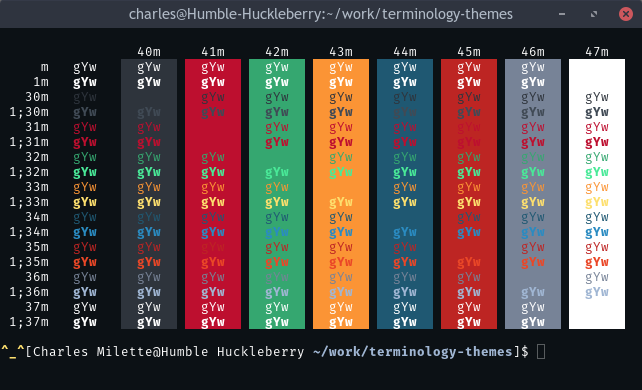 charles@Humble-Huckleberry:~/work/terminology-themes
40m 41m 42m 43m 44m 45m 46m 47m
m gYw gYw gYw gYw gYw gYw gYw gYw
1m gYw gYw gYw gYw gYw gYw gYw gYw
30m gYw gYw gYw gYw gYw gYw gYw gYw
1;30m gYw gYw gYw gYw gYw gYw gYw gYw gYw
31m gYw gYw gYw gYw gYw gYw gYw gYw
1;31m gYw gYw gYw gYw gYw gYw gYw gYw
32m gYw gYw gYw gYw gYw gYw gYw gYw
1;32m gYw gYw gYw gYw gYw gYw gYw gYw gYw
33m gYw gYw gYw gYw gYw gYw gYw gYw
1;33m gYw gYw gYw gYw gYw gYw gYw gYw gYw
34m gYw gYw gYw gYw gYw gYw gYw gYw
1;34m gYw gYw gYw gYw gYw gYw gYw gYw gYw
35m gYw gYw gYw gYw gYw gYw gYw gYw
1;35m gYw gYw gYw gYw gYw gYw gYw gYw gYw
36m gYw gYw gYw gYw gYw gYw gYw gYw
1;36m gYw gYw gYw gYw gYw gYw gYw gYw gYw
37m gYw gYw gYw gYw gYw gYw gYw gYw
1;37m gYw gYw gYw gYw gYw gYw gYw gYw
^_^[Charles Milette@Humble Huckleberry ~/work/terminology-themes]$